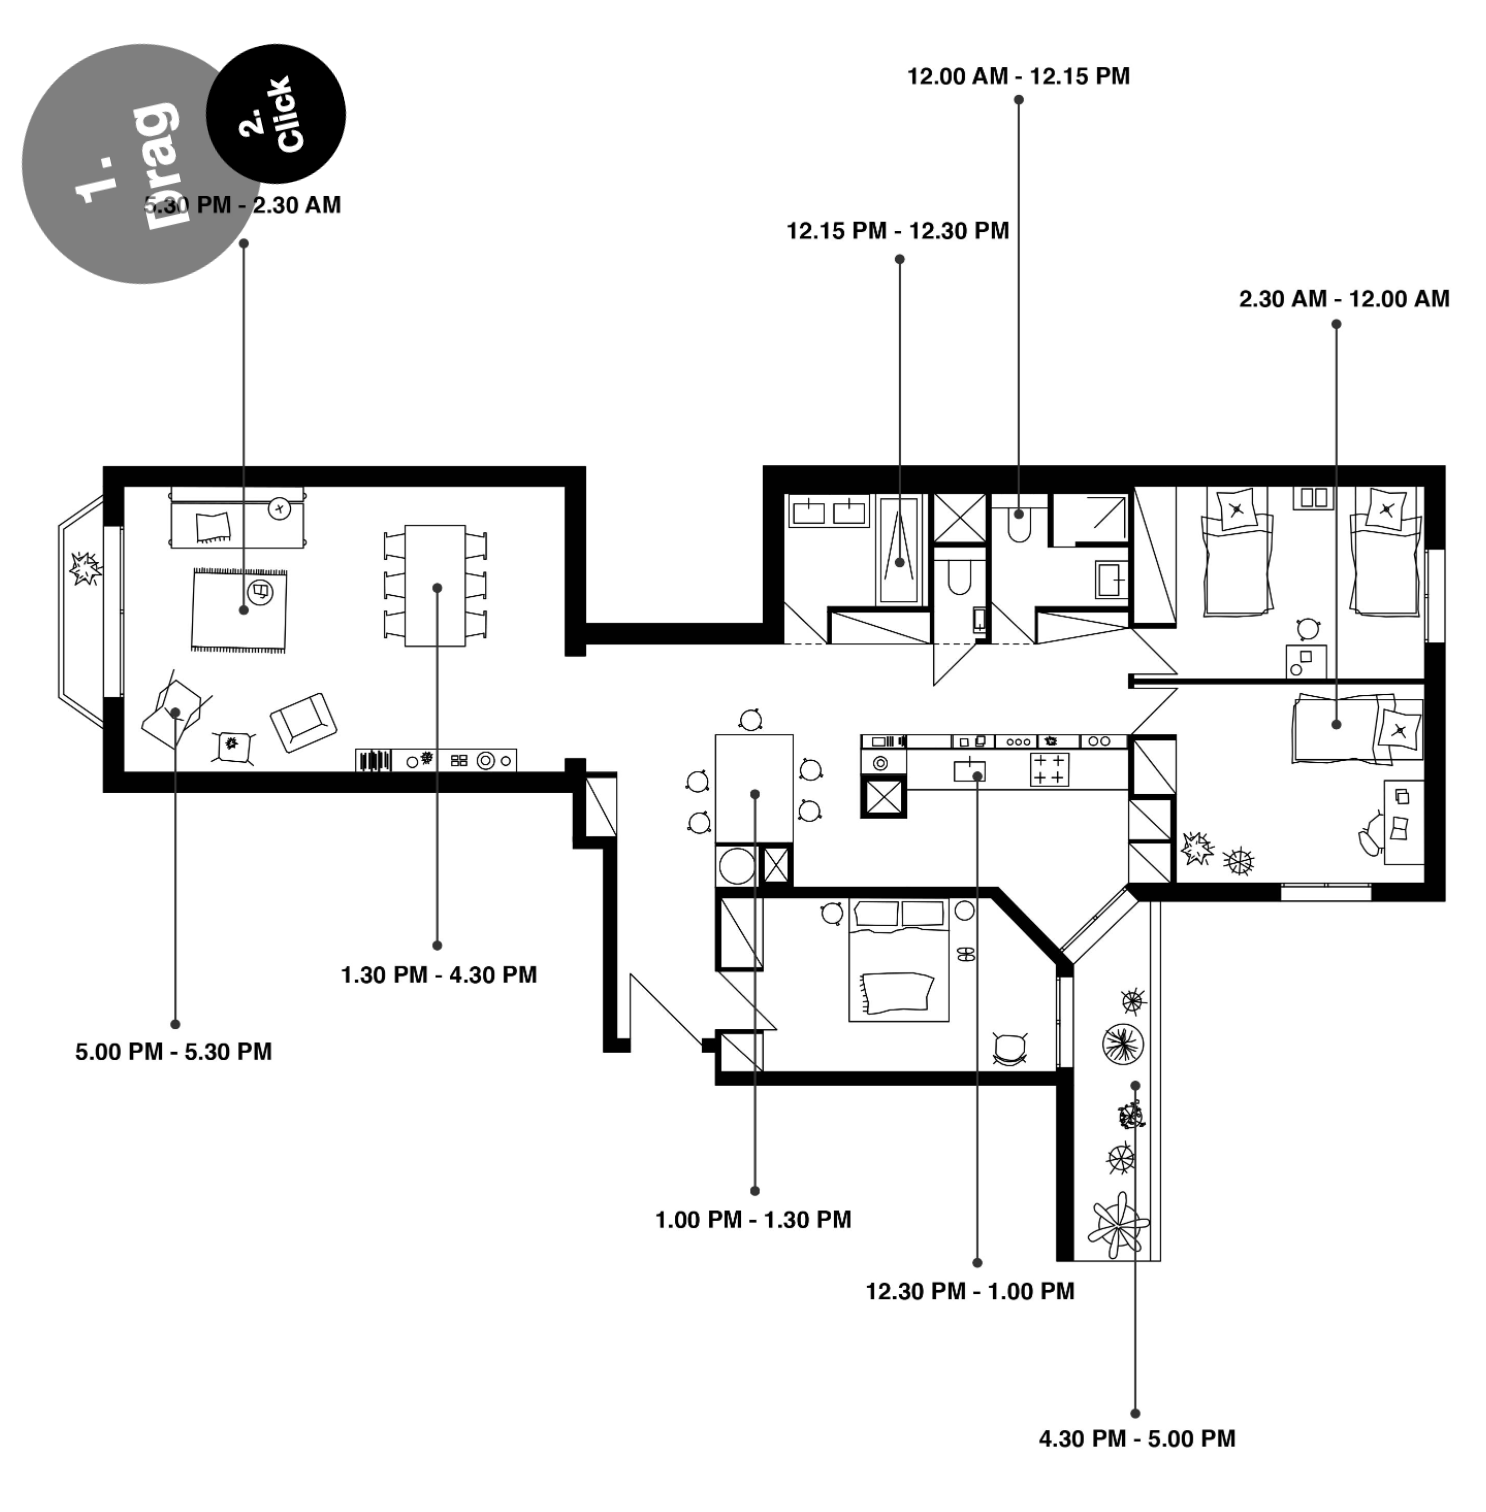 1.
Drag
2.
Click
12.00 AM - 12.15 PM
5.30 PM - 2.30 AM
12.15 PM - 12.30 PM
2.30 AM - 12.00 AM
1.30 PM - 4.30 PM
5.00 PM - 5.30 PM
1.00 PM - 1.30 PM
12.30 PM - 1.00 PM
4.30 PM - 5.00 PM